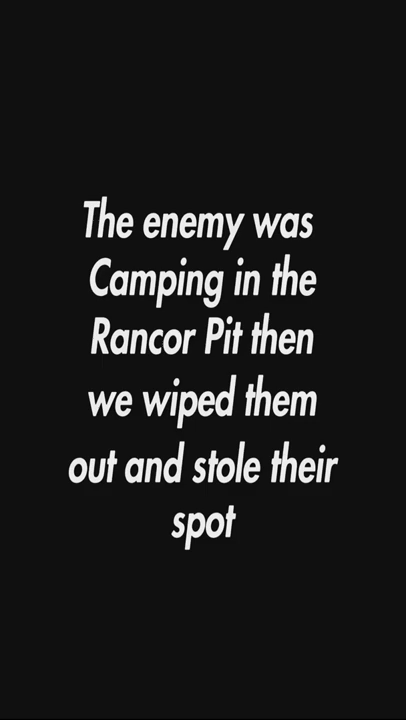 The enemy was
Camping in the
Rancor Pit then
we wiped them
out and stole their
spot